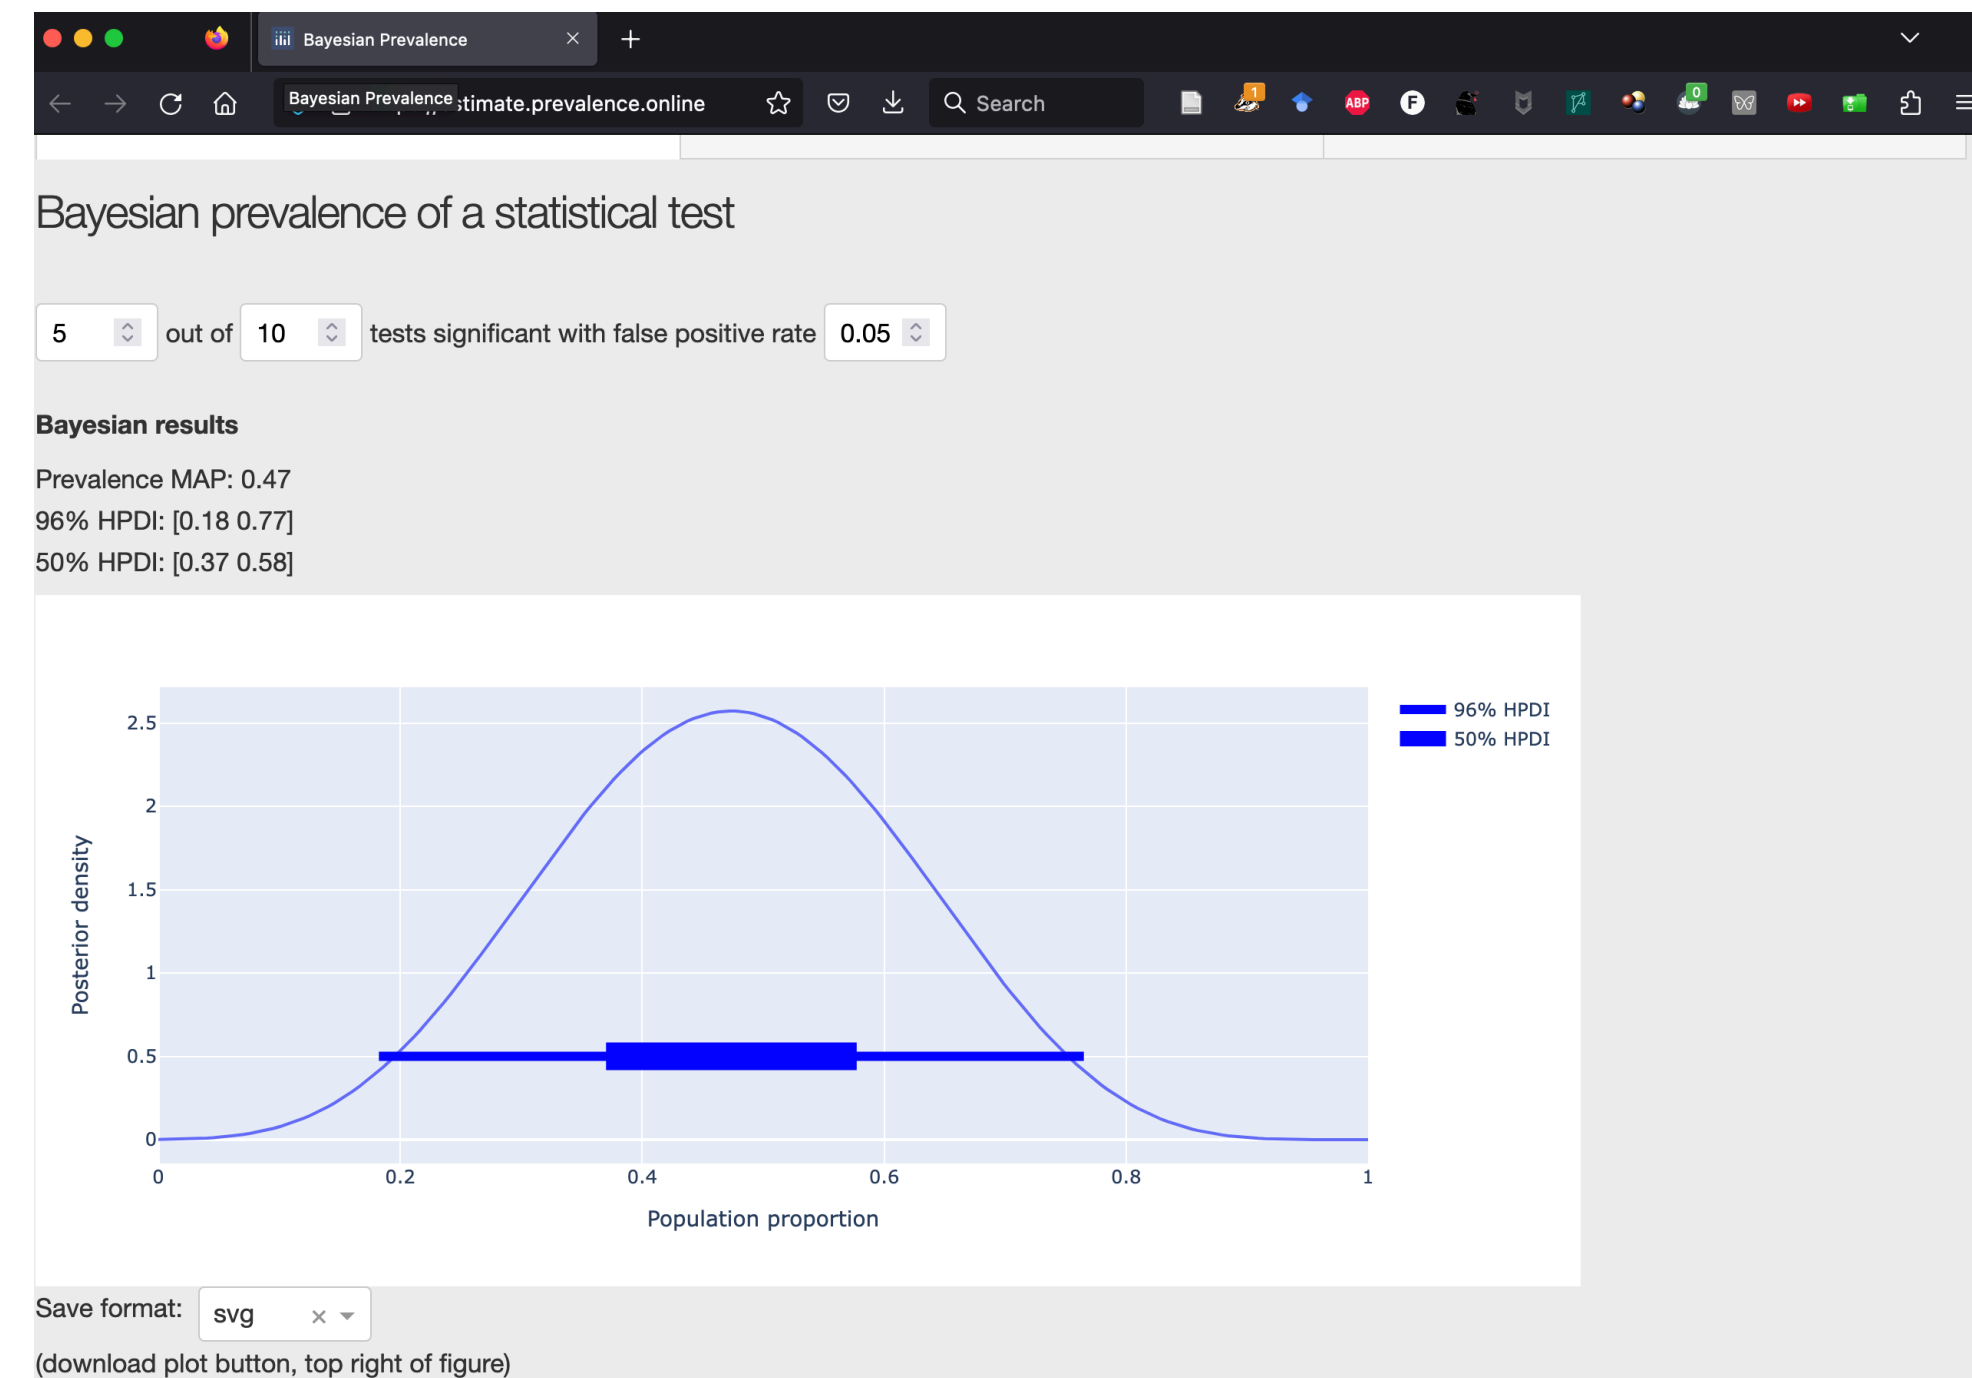 Bayesian Prevalence
Bayesian Prevalence
stimate.prevalence.online
Search
1
ABP
F
0
Bayesian prevalence of a statistical test
5 out of 10 tests significant with false positive rate 0.05
Bayesian results
Prevalence MAP: 0.47
96% HPDI: [0.18 0.77]
50% HPDI: [0.37 0.58]
96% HPDI
50% HPDI
2.5
2
1.5
1
0.5
0
Posterior density
0 0.2 0.4 0.6 0.8 1
Population proportion
Save format: svg
(download plot button, top right of figure)